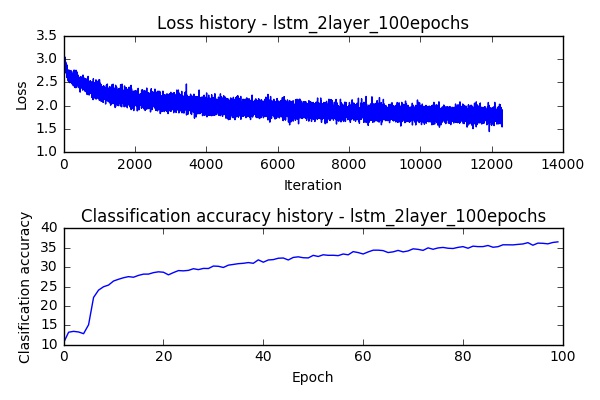 Loss history - lstm_2layer_100epochs
3.5
3.0
2.5
2.0
1.5
1.0
Loss
0 2000 4000 6000 8000 10000 12000 14000
Iteration
Classification accuracy history - lstm_2layer_100epochs
40
35
30
25
20
15
10
Clasification accuracy
0 20 40 60 80 100
Epoch